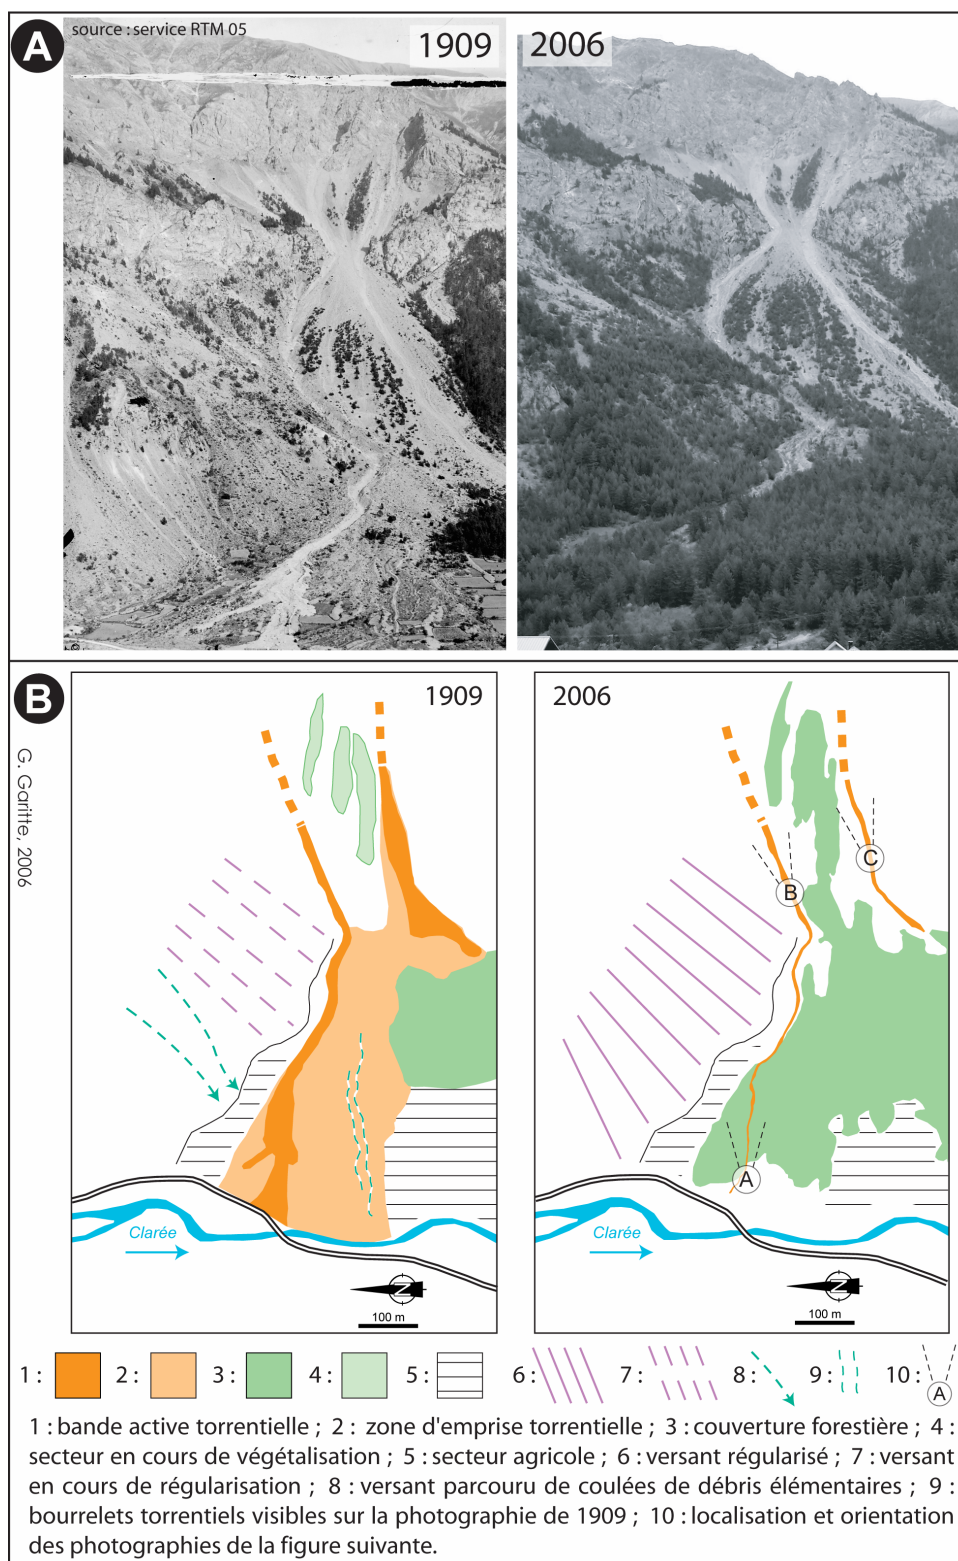 A
source : service RTM 05
1909
2006
B
1909
2006
G. Garitte, 2006
C
B
A
Clarée
Clarée
N
N
100 m
100 m
1 : 2 : 3 : 4 : 5 : 6 : 7 : 8 : 9 : 10 : A
1 : bande active torrentielle ; 2 : zone d'emprise torrentielle ; 3 : couverture forestière ; 4 :
secteur en cours de végétalisation ; 5 : secteur agricole ; 6 : versant régularisé ; 7 : versant
en cours de régularisation ; 8 : versant parcouru de coulées de débris élémentaires ; 9 :
bourrelets torrentiels visibles sur la photographie de 1909 ; 10 : localisation et orientation
des photographies de la figure suivante.